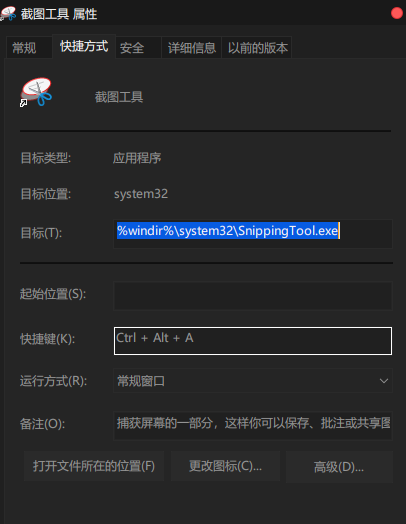 截图工具 属性
常规 快捷方式 安全 详细信息 以前的版本
截图工具
目标类型: 应用程序
目标位置: system32
目标(T): %windir%\system32\SnippingTool.exe
起始位置(S):
快捷键(K): Ctrl + Alt + A
运行方式(R): 常规窗口
备注(O): 捕获屏幕的一部分，这样你可以保存、批注或共享图
打开文件所在的位置(F) 更改图标(C)... 高级(D)...